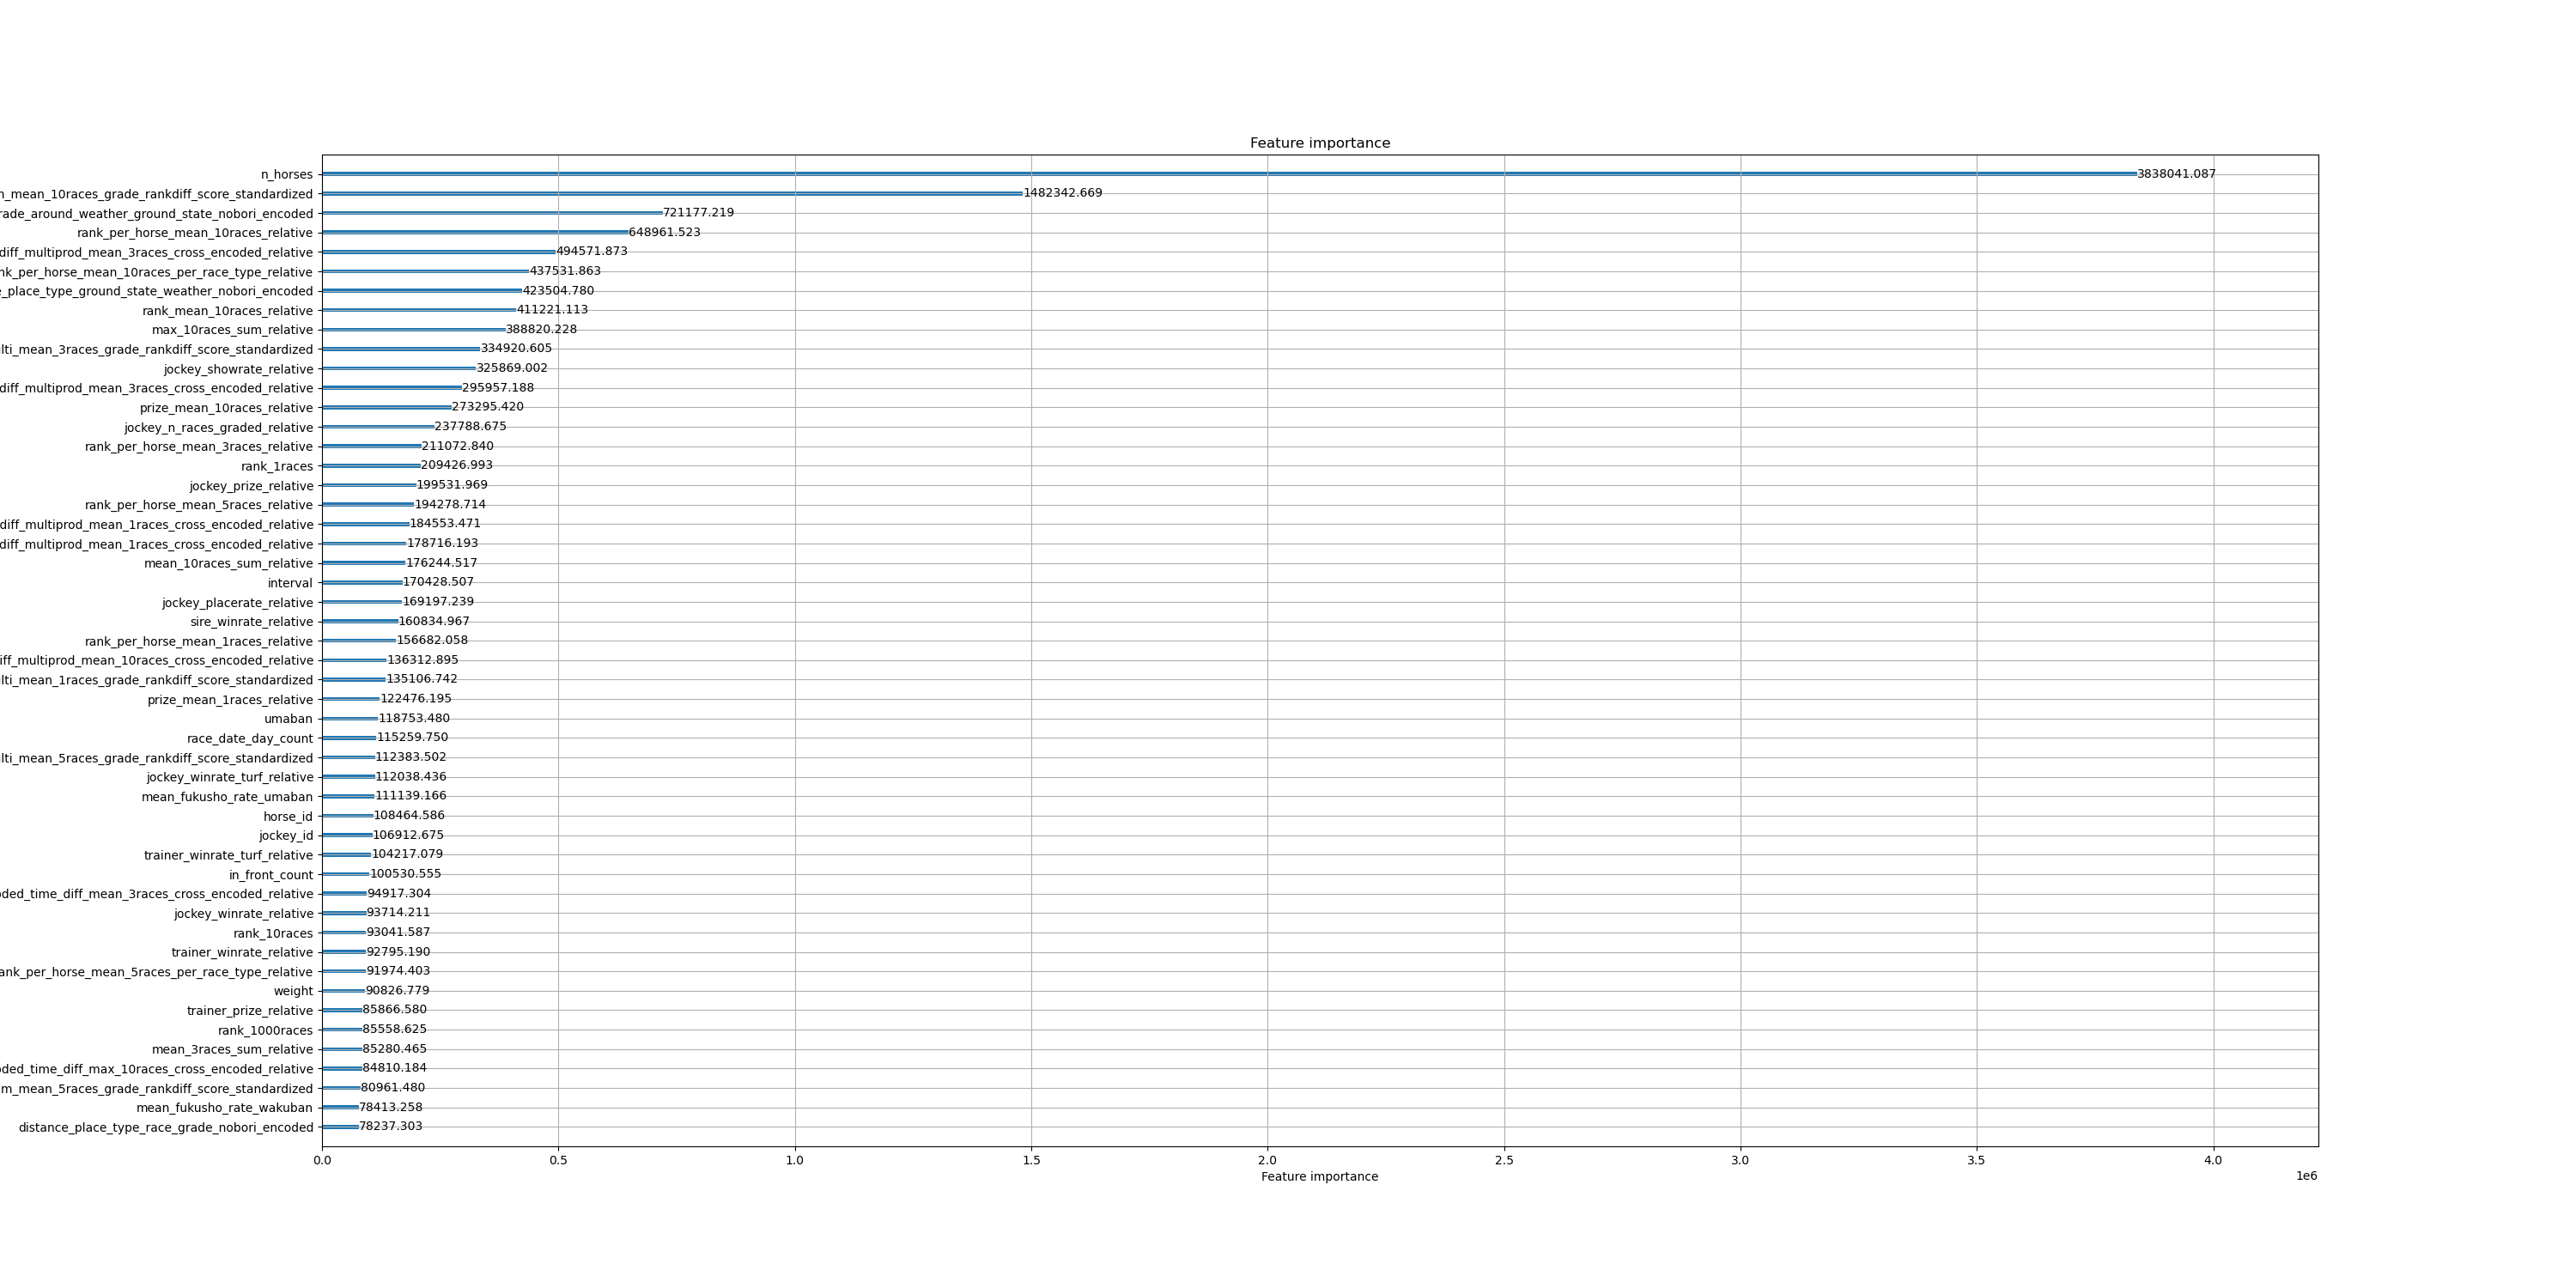 Feature importance
n_horses 3838041.087
n_mean_10races_grade_rankdiff_score_standardized 1482342.669
rade_around_weather_ground_state_nobori_encoded 721177.219
rank_per_horse_mean_10races_relative 648961.523
diff_multiprod_mean_3races_cross_encoded_relative 494571.873
nk_per_horse_mean_10races_per_race_type_relative 437531.863
_place_type_ground_state_weather_nobori_encoded 423504.780
rank_mean_10races_relative 411221.113
max_10races_sum_relative 388820.228
lti_mean_3races_grade_rankdiff_score_standardized 334920.605
jockey_showrate_relative 325869.002
diff_multiprod_mean_3races_cross_encoded_relative 295957.188
prize_mean_10races_relative 273295.420
jockey_n_races_graded_relative 237788.675
rank_per_horse_mean_3races_relative 211072.840
rank_1races 209426.993
jockey_prize_relative 199531.969
rank_per_horse_mean_5races_relative 194278.714
diff_multiprod_mean_1races_cross_encoded_relative 184553.471
diff_multiprod_mean_1races_cross_encoded_relative 178716.193
mean_10races_sum_relative 176244.517
interval 170428.507
jockey_placerate_relative 169197.239
sire_winrate_relative 160834.967
rank_per_horse_mean_1races_relative 156682.058
iff_multiprod_mean_10races_cross_encoded_relative 136312.895
lti_mean_1races_grade_rankdiff_score_standardized 135106.742
prize_mean_1races_relative 122476.195
umaban 118753.480
race_date_day_count 115259.750
lti_mean_5races_grade_rankdiff_score_standardized 112383.502
jockey_winrate_turf_relative 112038.436
mean_fukusho_rate_umaban 111139.166
horse_id 108464.586
jockey_id 106912.675
trainer_winrate_turf_relative 104217.079
in_front_count 100530.555
ded_time_diff_mean_3races_cross_encoded_relative 94917.304
jockey_winrate_relative 93714.211
rank_10races 93041.587
trainer_winrate_relative 92795.190
ank_per_horse_mean_5races_per_race_type_relative 91974.403
weight 90826.779
trainer_prize_relative 85866.580
rank_1000races 85558.625
mean_3races_sum_relative 85280.465
ded_time_diff_max_10races_cross_encoded_relative 84810.184
m_mean_5races_grade_rankdiff_score_standardized 80961.480
mean_fukusho_rate_wakuban 78413.258
distance_place_type_race_grade_nobori_encoded 78237.303
0.0 0.5 1.0 1.5 2.0 2.5 3.0 3.5 4.0
Feature importance
1e6